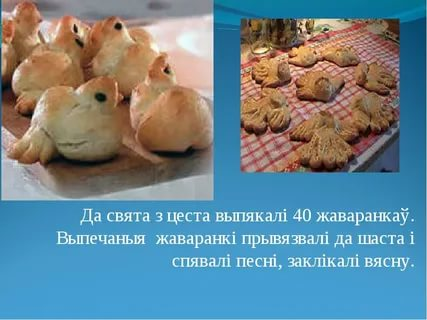 Да свята з цеста выпякалі 40 жаваранкаў.
Выпечаныя жаваранкі прывязвалі да шаста і
спявалі песні, заклікалі вясну.